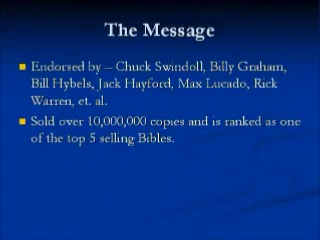 The Message
Endorsed by – Chuck Swindoll, Billy Graham,
Bill Hybels, Jack Hayford, Max Lucado, Rick
Warren, et. al.
Sold over 10,000,000 copies and is ranked as one
of the top 5 selling Bibles.